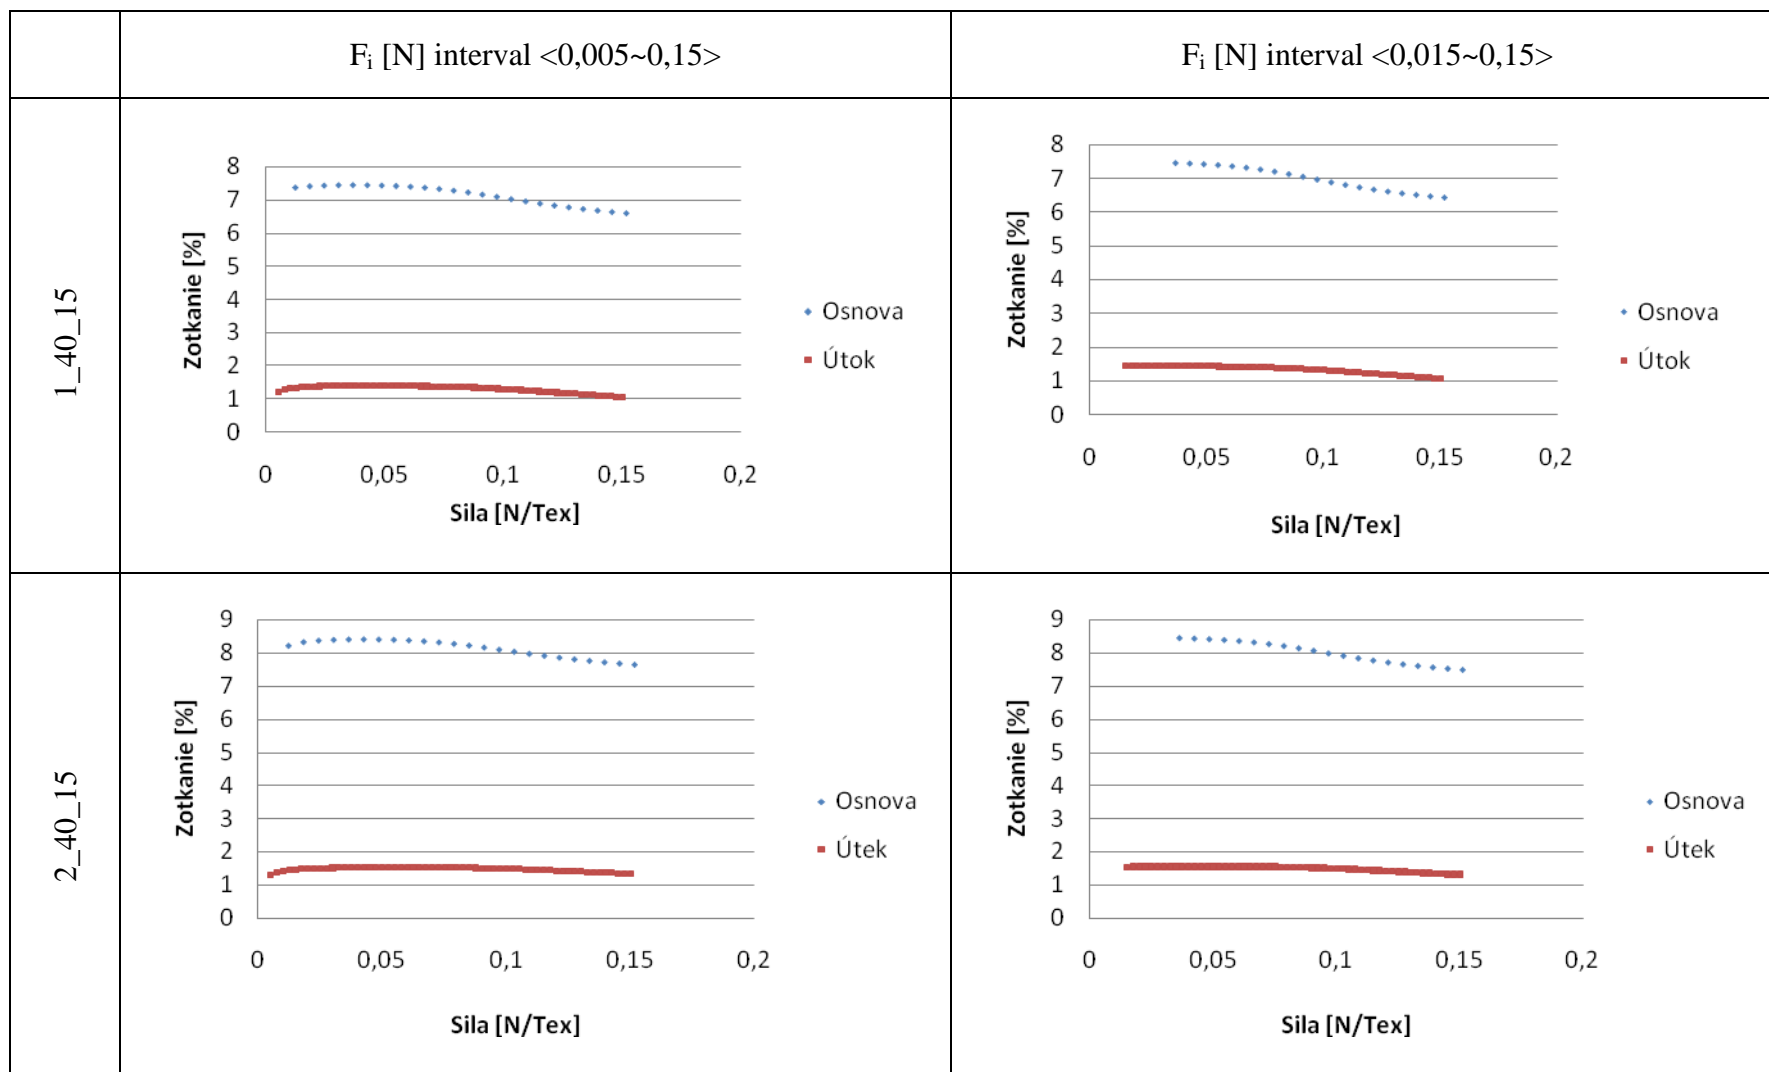 F<sub>i</sub> [N] interval <0,005~0,15>
F<sub>i</sub> [N] interval <0,015~0,15>
1_40_15
8
7
6
5
4
3
2
1
0
Zotkanie [%]
0 0,05 0,1 0,15 0,2
Sila [N/Tex]
Osnova
Útok
8
7
6
5
4
3
2
1
0
Zotkanie [%]
0 0,05 0,1 0,15 0,2
Sila [N/Tex]
Osnova
Útok
2_40_15
9
8
7
6
5
4
3
2
1
0
Zotkanie [%]
0 0,05 0,1 0,15 0,2
Sila [N/Tex]
Osnova
Útek
9
8
7
6
5
4
3
2
1
0
Zotkanie [%]
0 0,05 0,1 0,15 0,2
Sila [N/Tex]
Osnova
Útek